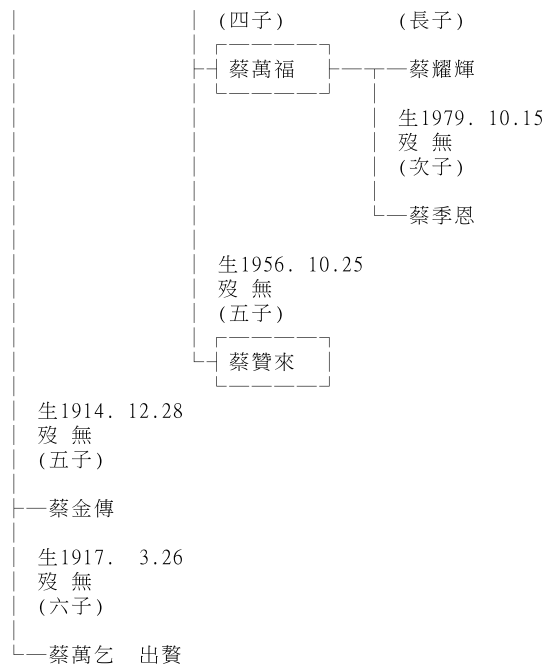 (四子) (長子)
蔡萬福 蔡耀輝
生1979. 10.15
歿 無
(次子)
蔡季恩
生1956. 10.25
歿 無
(五子)
蔡贊來
生1914. 12.28
歿 無
(五子)
蔡金傳
生1917. 3.26
歿 無
(六子)
蔡萬乞 出贅